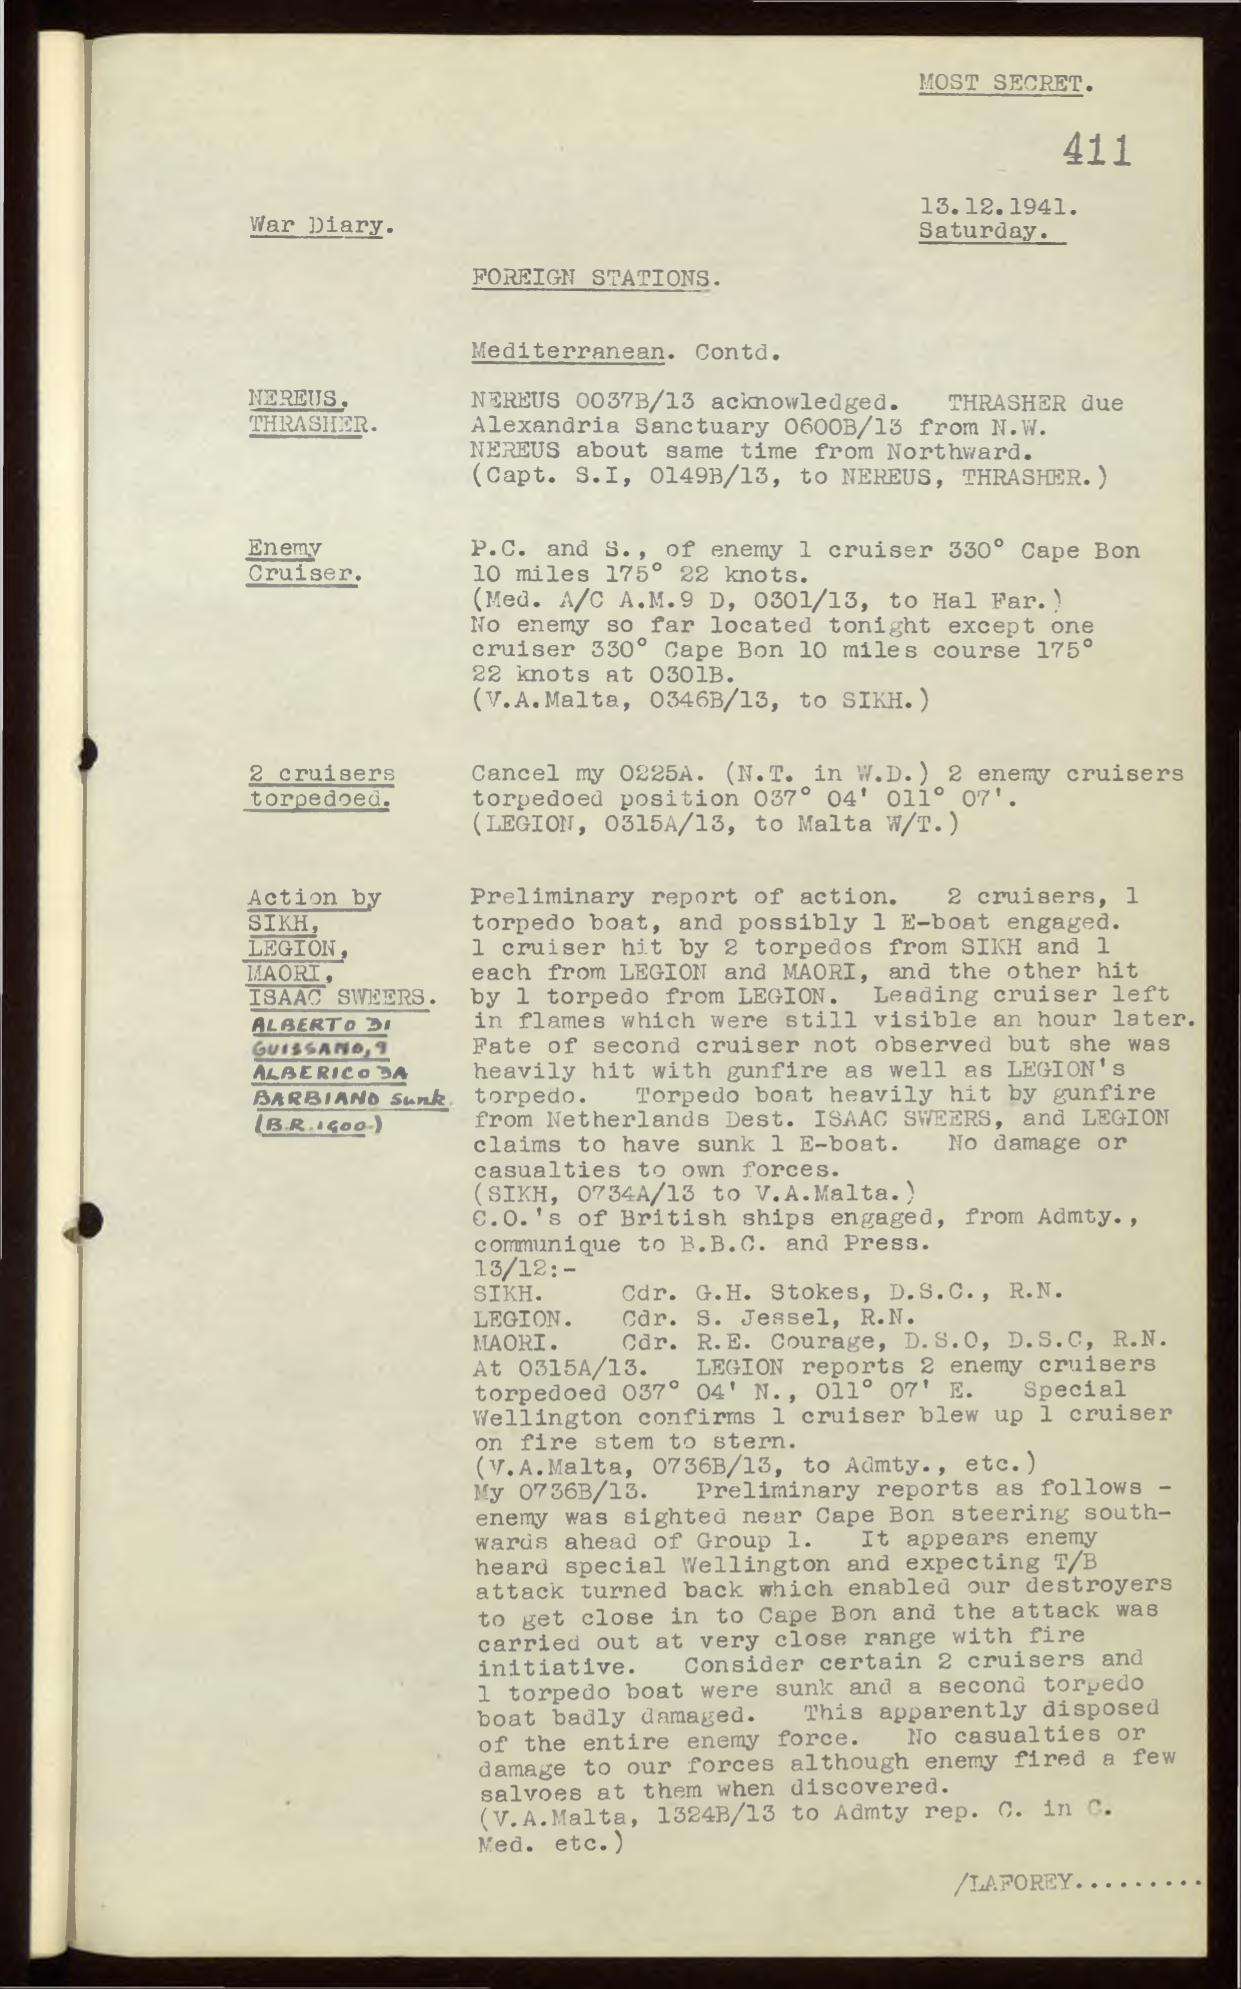 MOST SECRET.
411
13.12.1941.
War Diary.
Saturday.
FOREIGN STATIONS.
Mediterranean. Contd.
NEREUS.
THRASHER.
NEREUS 0037B/13 acknowledged. THRASHER due
Alexandria Sanctuary 0600B/13 from N.W.
NEREUS about same time from Northward.
(Capt. S.I, 0149B/13, to NEREUS, THRASHER.)
Enemy
Cruiser.
P.C. and S., of enemy 1 cruiser 330° Cape Bon
10 miles 175° 22 knots.
(Med. A/C A.M.9 D, 0301/13, to Hal Far.)
No enemy so far located tonight except one
cruiser 330° Cape Bon 10 miles course 175°
22 knots at 0301B.
(V.A.Malta, 0346B/13, to SIKH.)
2 cruisers
torpedoed.
Cancel my 0225A. (N.T. in W.D.) 2 enemy cruisers
torpedoed position 037° 04' 011° 07'.
(LEGION, 0315A/13, to Malta W/T.)
Action by
SIKH,
LEGION,
MAORI,
ISAAC SWEERS.
ALBERTO DI
GUISSANO, 9
ALBERICO DA
BARBIANO sunk
(B.R. 1900.)
Preliminary report of action. 2 cruisers, 1
torpedo boat, and possibly 1 E-boat engaged.
1 cruiser hit by 2 torpedos from SIKH and 1
each from LEGION and MAORI, and the other hit
by 1 torpedo from LEGION. Leading cruiser left
in flames which were still visible an hour later.
Fate of second cruiser not observed but she was
heavily hit with gunfire as well as LEGION's
torpedo. Torpedo boat heavily hit by gunfire
from Netherlands Dest. ISAAC SWEERS, and LEGION
claims to have sunk 1 E-boat. No damage or
casualties to own forces.
(SIKH, 0734A/13 to V.A.Malta.)
C.O.'s of British ships engaged, from Admty.,
communique to B.B.C. and Press.
13/12:-
SIKH. Cdr. G.H. Stokes, D.S.C., R.N.
LEGION. Cdr. S. Jessel, R.N.
MAORI. Cdr. R.E. Courage, D.S.O, D.S.C, R.N.
At 0315A/13. LEGION reports 2 enemy cruisers
torpedoed 037° 04' N., 011° 07' E. Special
Wellington confirms 1 cruiser blew up 1 cruiser
on fire stem to stern.
(V.A.Malta, 0736B/13, to Admty., etc.)
My 0736B/13. Preliminary reports as follows -
enemy was sighted near Cape Bon steering south-
wards ahead of Group 1. It appears enemy
heard special Wellington and expecting T/B
attack turned back which enabled our destroyers
to get close in to Cape Bon and the attack was
carried out at very close range with fire
initiative. Consider certain 2 cruisers and
1 torpedo boat were sunk and a second torpedo
boat badly damaged. This apparently disposed
of the entire enemy force. No casualties or
damage to our forces although enemy fired a few
salvoes at them when discovered.
(V.A.Malta, 1324B/13 to Admty rep. C. in C.
Med. etc.)
/LAFOREY.........